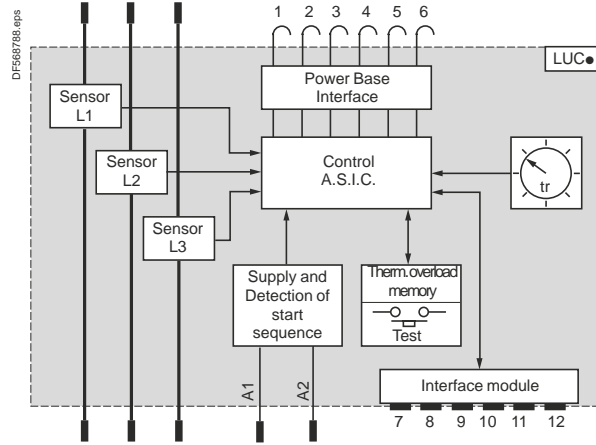 DF568788.eps
1 2 3 4 5 6
LUC●
Power Base
Interface
Sensor
L1
Control
A.S.I.C.
Sensor
L2
tr
Sensor
L3
Supply and
Detection of
start
sequence
Therm.overload
memory
Test
A1
A2
Interface module
7 8 9 10 11 12